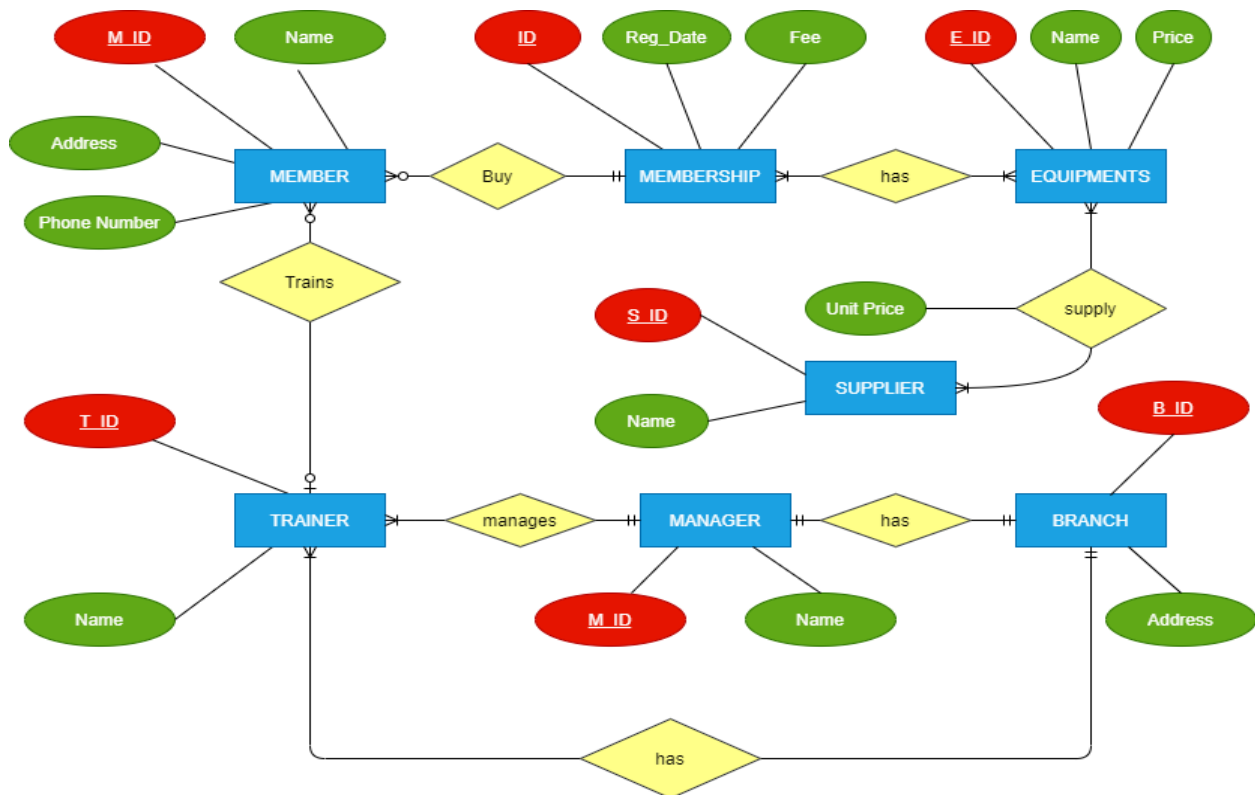 M_ID
Name
ID
Reg_Date
Fee
E_ID
Name
Price
Address
MEMBER
Buy
MEMBERSHIP
has
EQUIPMENTS
Phone Number
Trains
S_ID
Unit Price
supply
SUPPLIER
Name
B_ID
T_ID
TRAINER
manages
MANAGER
has
BRANCH
Name
M_ID
Name
Address
has